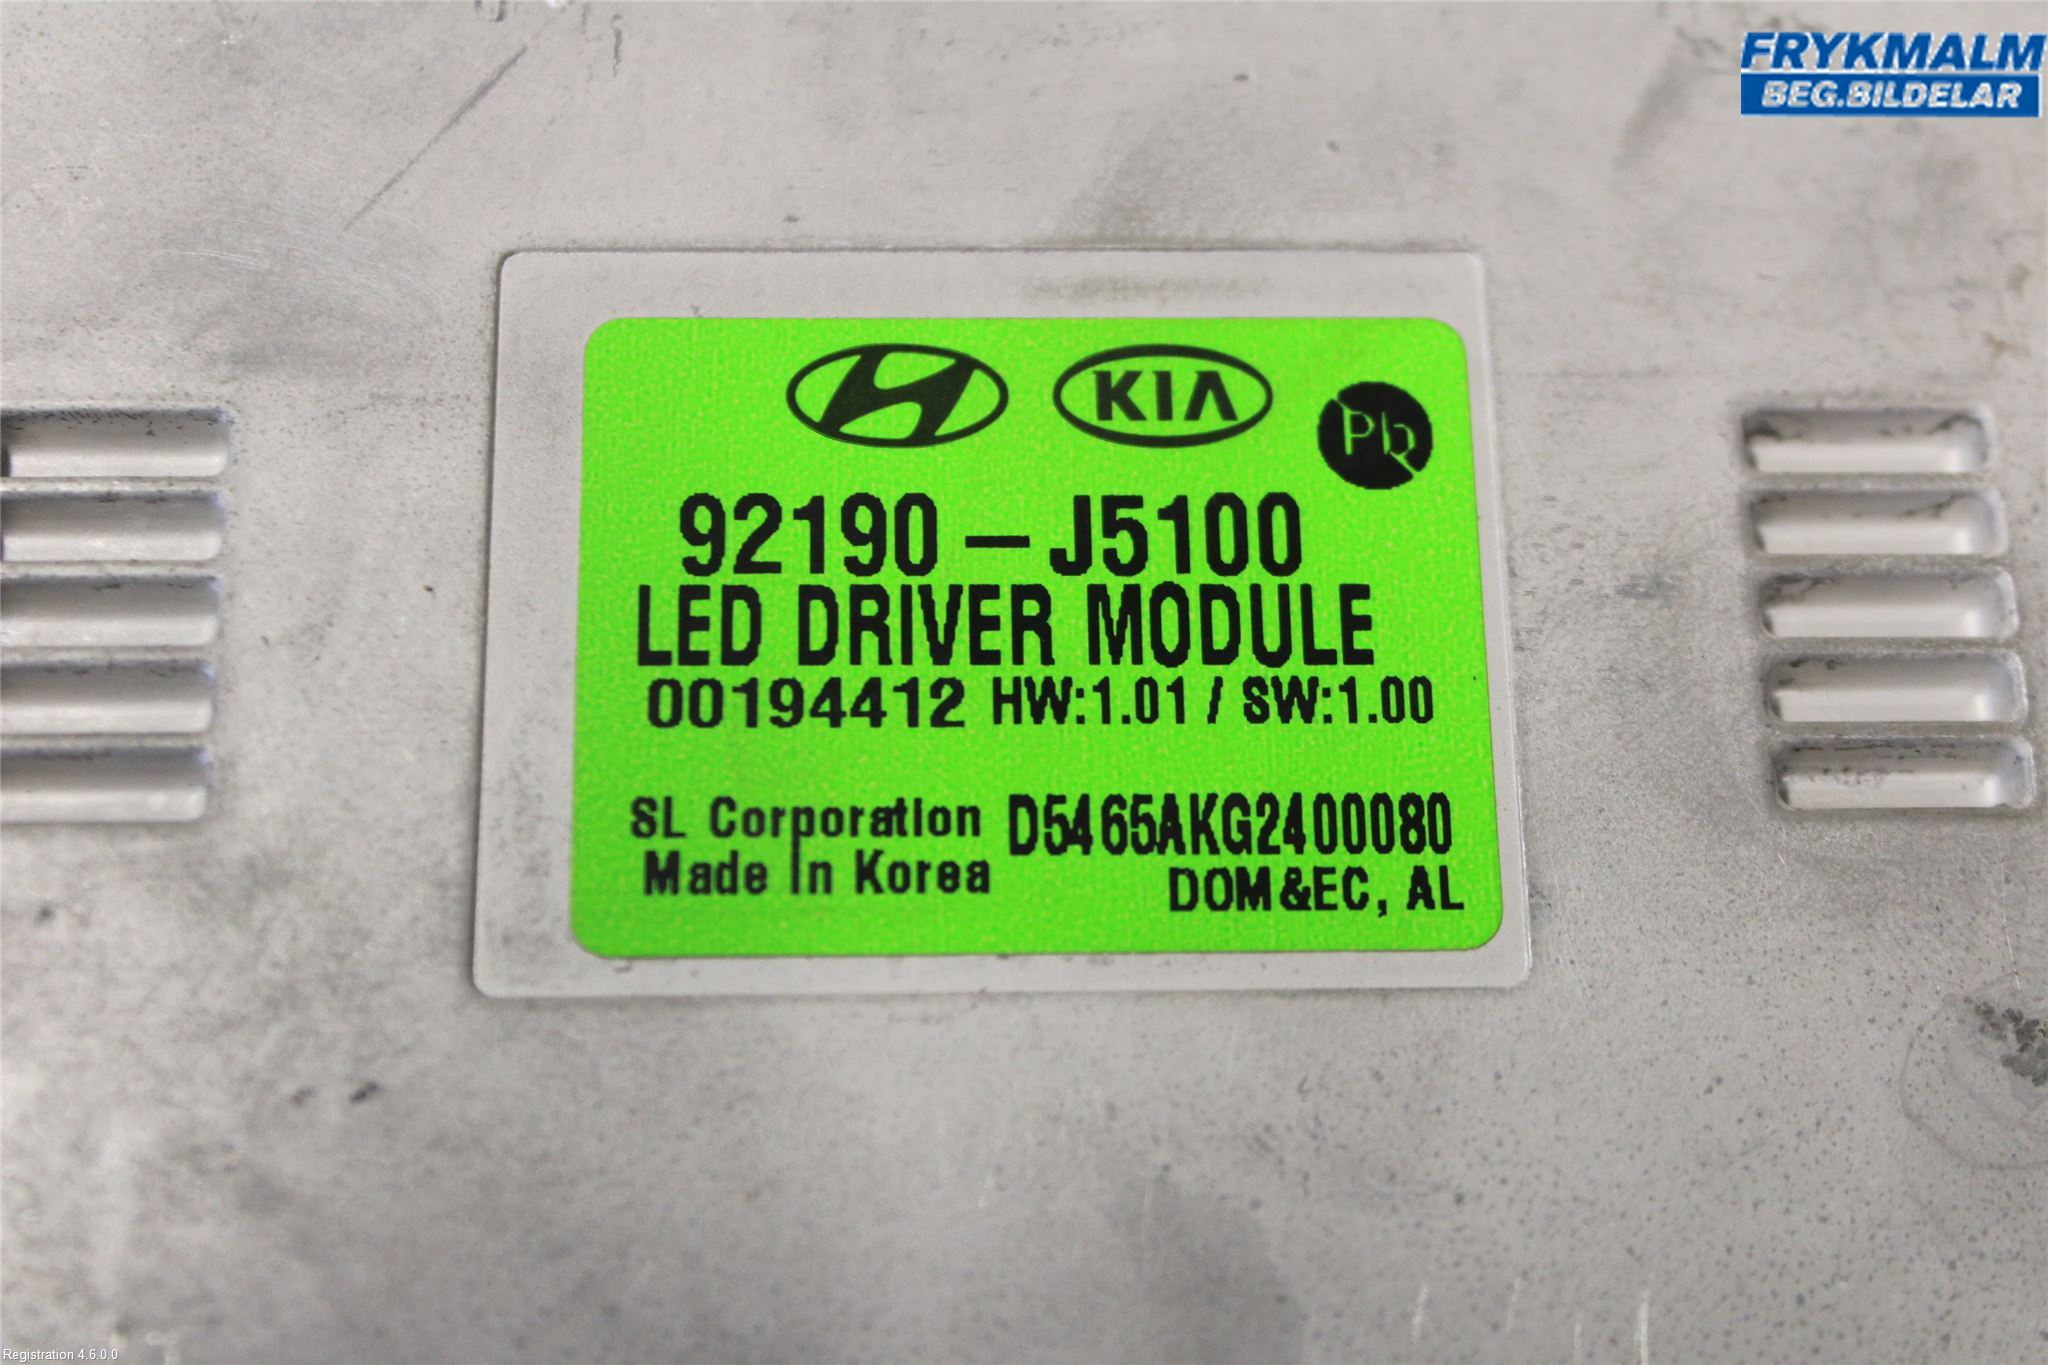 FRYKMALM
BEG.BILDELAR
KIA
Pb
92190-J5100
LED DRIVER MODULE
00194412 HW:1.01 / SW:1.00
SL Corporation D5465AKG2400080
Made In Korea
DOM&EC, AL
Registration 4.6.0.0